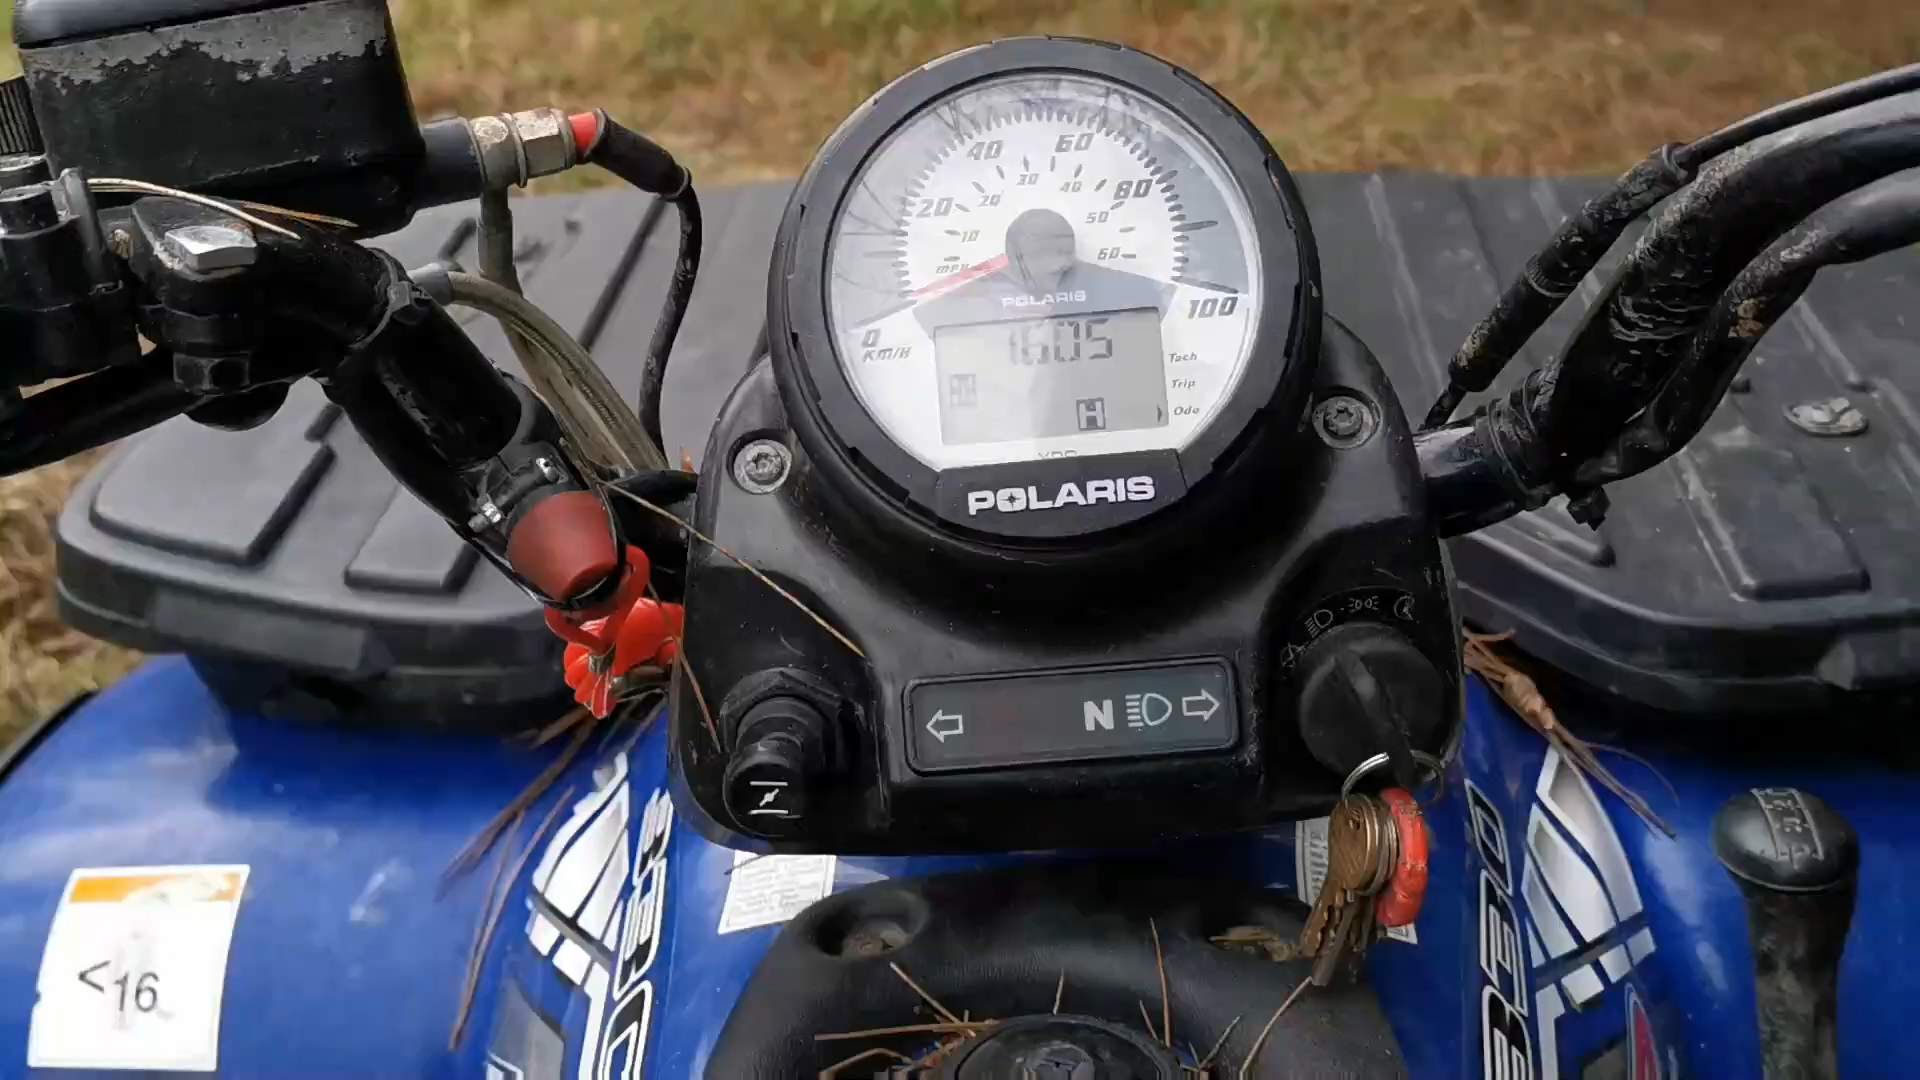 40 60
30 40
20 20 80
50
10
mph 60
POLARIS
0 100
KM/H
1605
Tach
Trip
H
Odo
POLARIS
N
<16